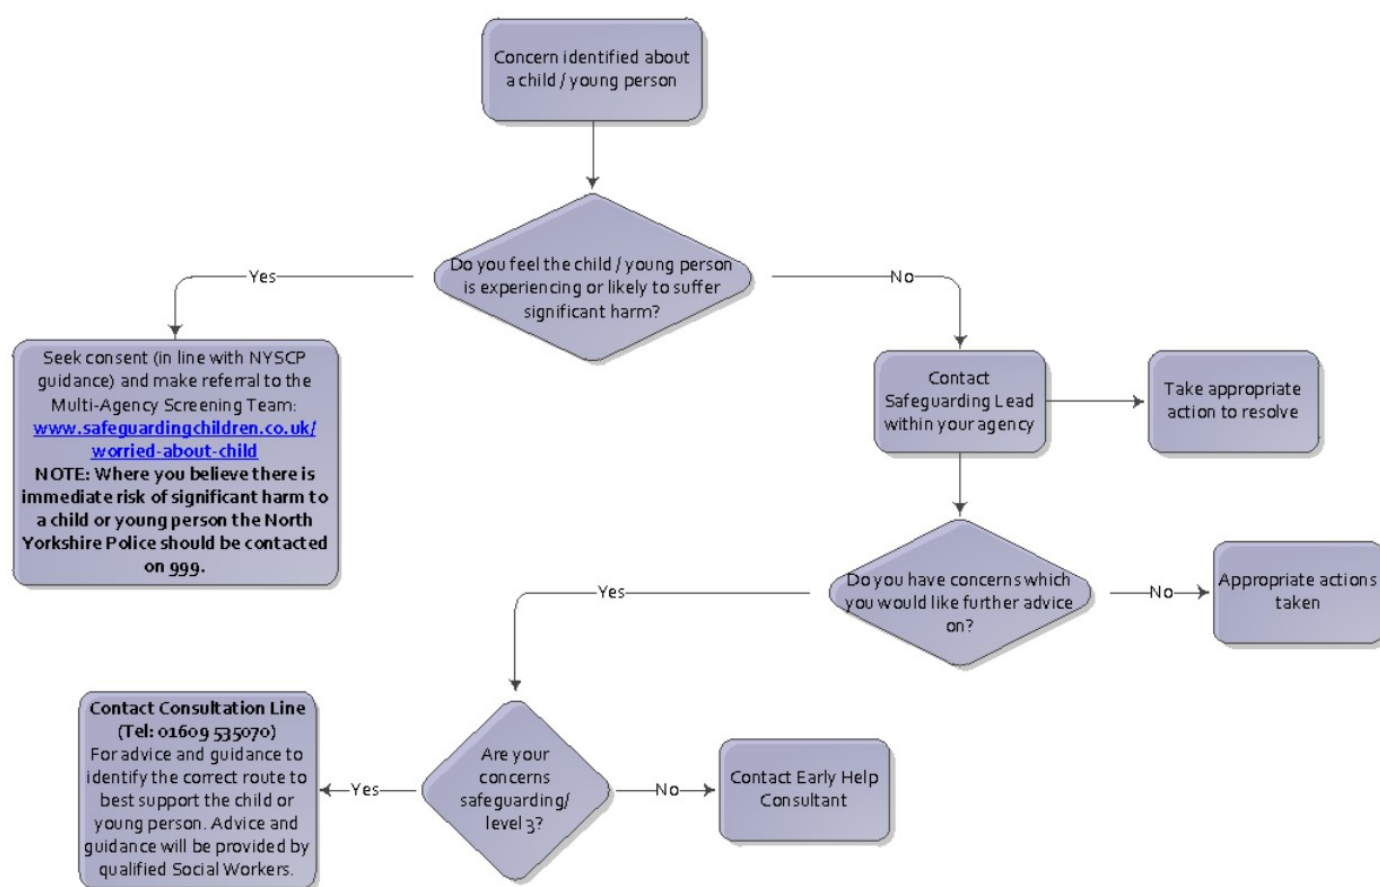 Concern identified about
a child / young person
Do you feel the child / young person
is experiencing or likely to suffer
significant harm?
Yes
No
Seek consent (in line with NYSCP
guidance) and make referral to the
Multi-Agency Screening Team:
www.safeguardingchildren.co.uk/
worried-about-child
NOTE: Where you believe there is
immediate risk of significant harm to
a child or young person the North
Yorkshire Police should be contacted
on 999.
Contact
Safeguarding Lead
within your agency
Take appropriate
action to resolve
Do you have concerns which
you would like further advice
on?
Yes
No
Appropriate actions
taken
Are your
concerns
safeguarding/
level 3?
Yes
No
Contact Consultation Line
(Tel: 01609 535070)
For advice and guidance to
identify the correct route to
best support the child or
young person. Advice and
guidance will be provided by
qualified Social Workers.
Contact Early Help
Consultant